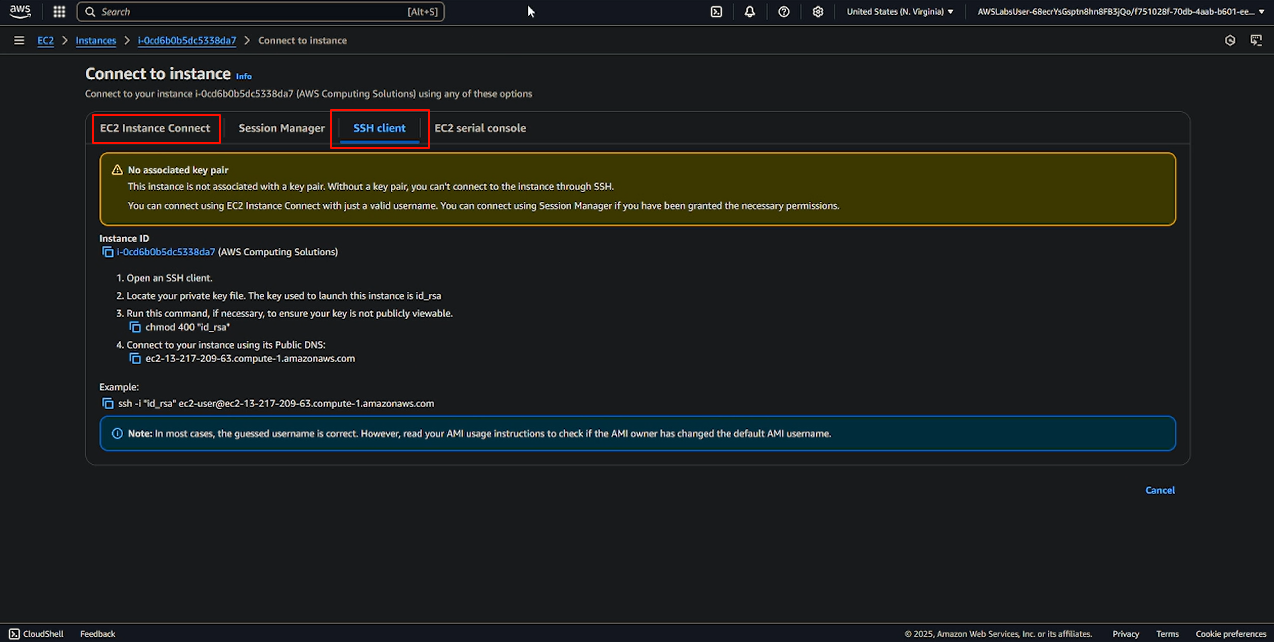 aws Search [Alt+S] United States (N. Virginia) AWSLabsUser-68ecrYsGsptn8hn8FB3jQo/f751028f-70db-4aab-b601-ee...
EC2 > Instances > i-0cd6b0b5dc5338da7 > Connect to instance
Connect to instance Info
Connect to your instance i-0cd6b0b5dc5338da7 (AWS Computing Solutions) using any of these options
EC2 Instance Connect Session Manager SSH client EC2 serial console
No associated key pair
This instance is not associated with a key pair. Without a key pair, you can't connect to the instance through SSH.
You can connect using EC2 Instance Connect with just a valid username. You can connect using Session Manager if you have been granted the necessary permissions.
Instance ID
i-0cd6b0b5dc5338da7 (AWS Computing Solutions)
1. Open an SSH client.
2. Locate your private key file. The key used to launch this instance is id_rsa
3. Run this command, if necessary, to ensure your key is not publicly viewable.
chmod 400 "id_rsa"
4. Connect to your instance using its Public DNS:
ec2-13-217-209-63.compute-1.amazonaws.com
Example:
ssh -i "id_rsa" ec2-user@ec2-13-217-209-63.compute-1.amazonaws.com
Note: In most cases, the guessed username is correct. However, read your AMI usage instructions to check if the AMI owner has changed the default AMI username.
Cancel
CloudShell Feedback © 2025, Amazon Web Services, Inc. or its affiliates. Privacy Terms Cookie preferences